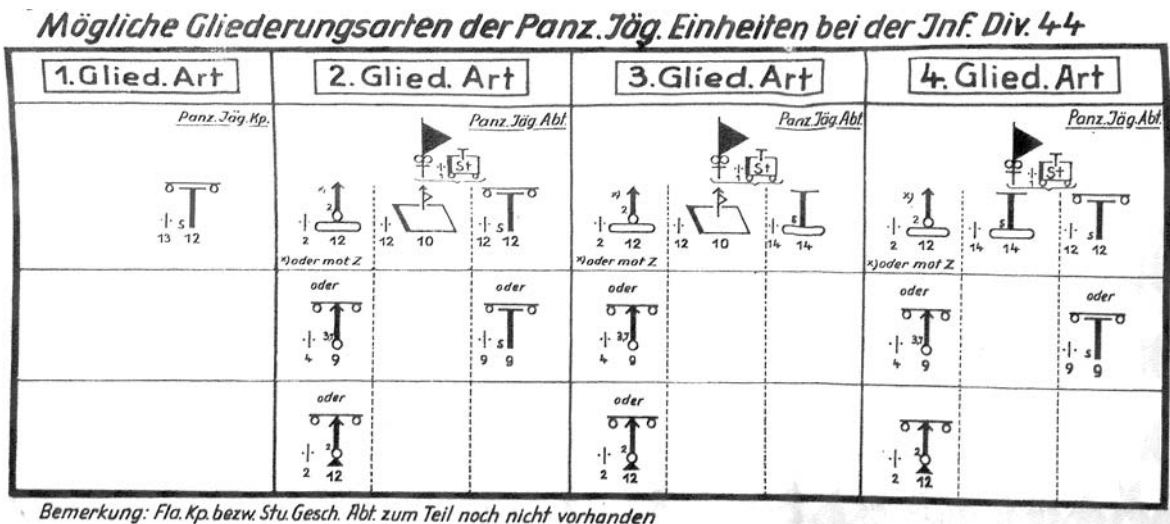 Mögliche Gliederungsarten der Panz. Jäg. Einheiten bei der Jnf. Div. 44
1. Glied. Art
2. Glied. Art
3. Glied. Art
4. Glied. Art
Panz. Jäg. Kp.
Panz. Jäg. Abt.
Panz. Jäg. Abt.
Panz. Jäg. Abt.
St
St
St
S
13 12
x)
2
2 12
12 10
S
12 12
x)
2
2 12
12 10
S
14 14
x)
2
2 12
S
14 14
S
12 12
x) oder mot Z
x) oder mot Z
x) oder mot Z
oder
oder
oder
oder
oder
3,7
4 9
S
9 9
3,7
4 9
3,7
4 9
S
9 9
oder
oder
2
2 12
2
2 12
2
2 12
Bemerkung: Fla. Kp. bezw. Stu. Gesch. Abt. zum Teil noch nicht vorhanden